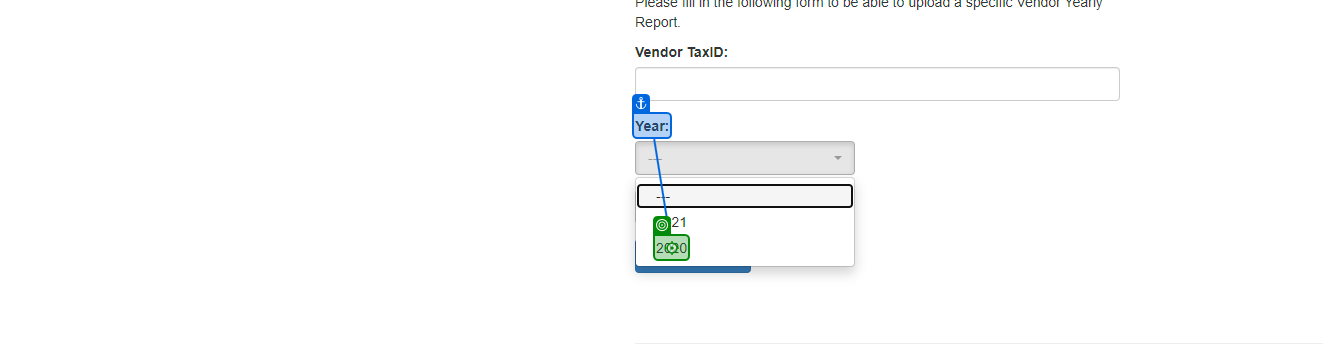 Please fill in the following form to be able to upload a specific Vendor Yearly
Report.
Vendor TaxID:
Year:
---
---
21
2020